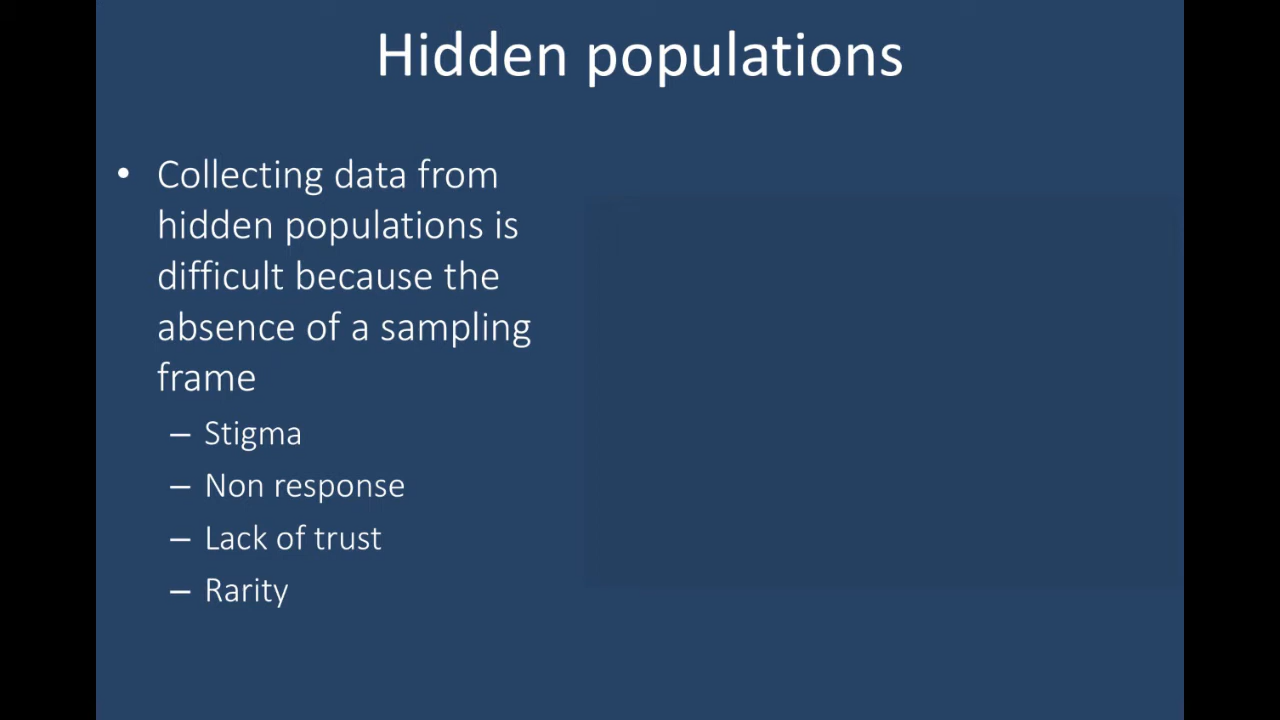 Hidden populations
• Collecting data from
hidden populations is
difficult because the
absence of a sampling
frame
– Stigma
– Non response
– Lack of trust
– Rarity